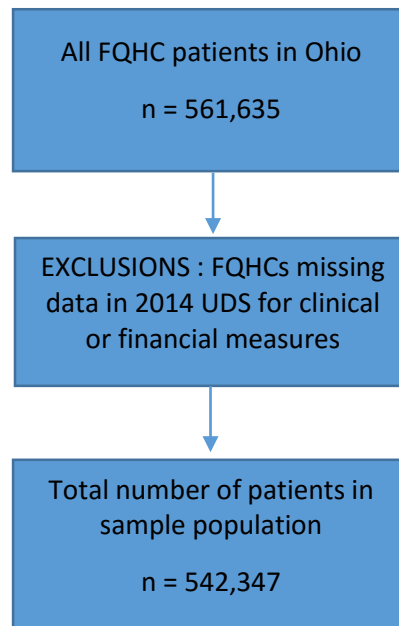 All FQHC patients in Ohio
n = 561,635
EXCLUSIONS : FQHCs missing
data in 2014 UDS for clinical
or financial measures
Total number of patients in
sample population
n = 542,347